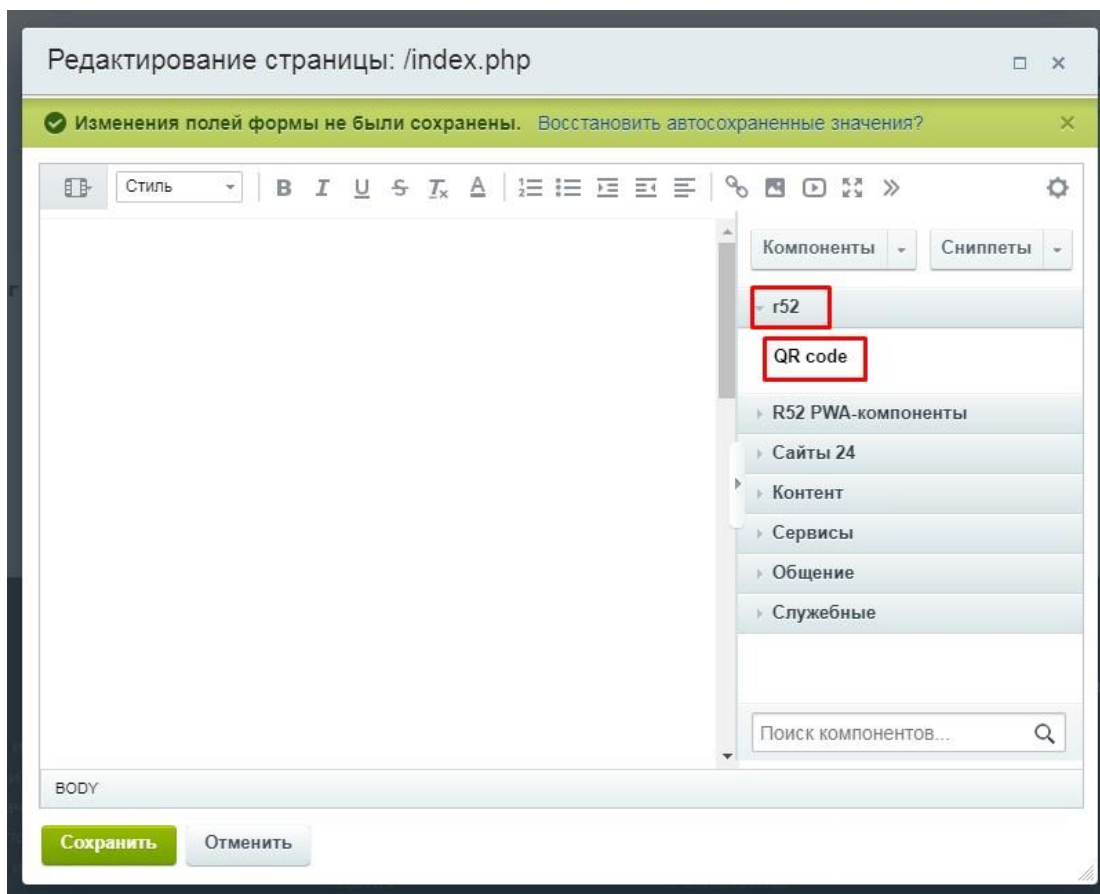 Редактирование страницы: /index.php
Изменения полей формы не были сохранены. Восстановить автосохраненные значения?
Стиль B I U S Tx A
Компоненты Сниппеты
r52
QR code
R52 PWA-компоненты
Сайты 24
Контент
Сервисы
Общение
Служебные
Поиск компонентов...
BODY
Сохранить Отменить